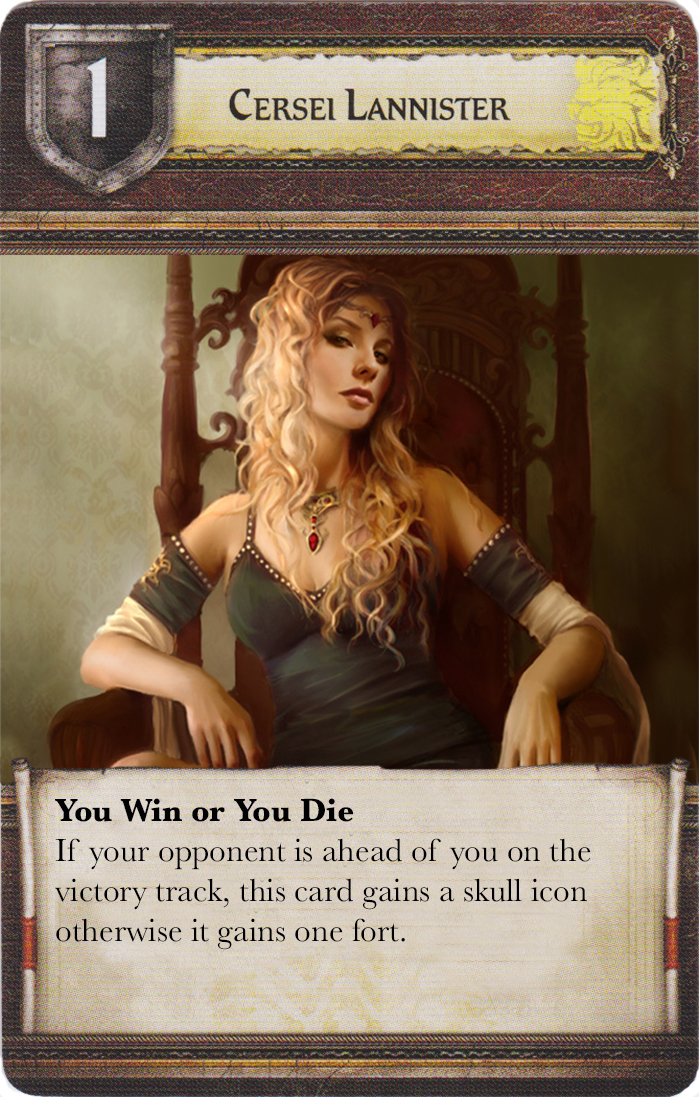 1
Cersei Lannister
You Win or You Die
If your opponent is ahead of you on the
victory track, this card gains a skull icon
otherwise it gains one fort.